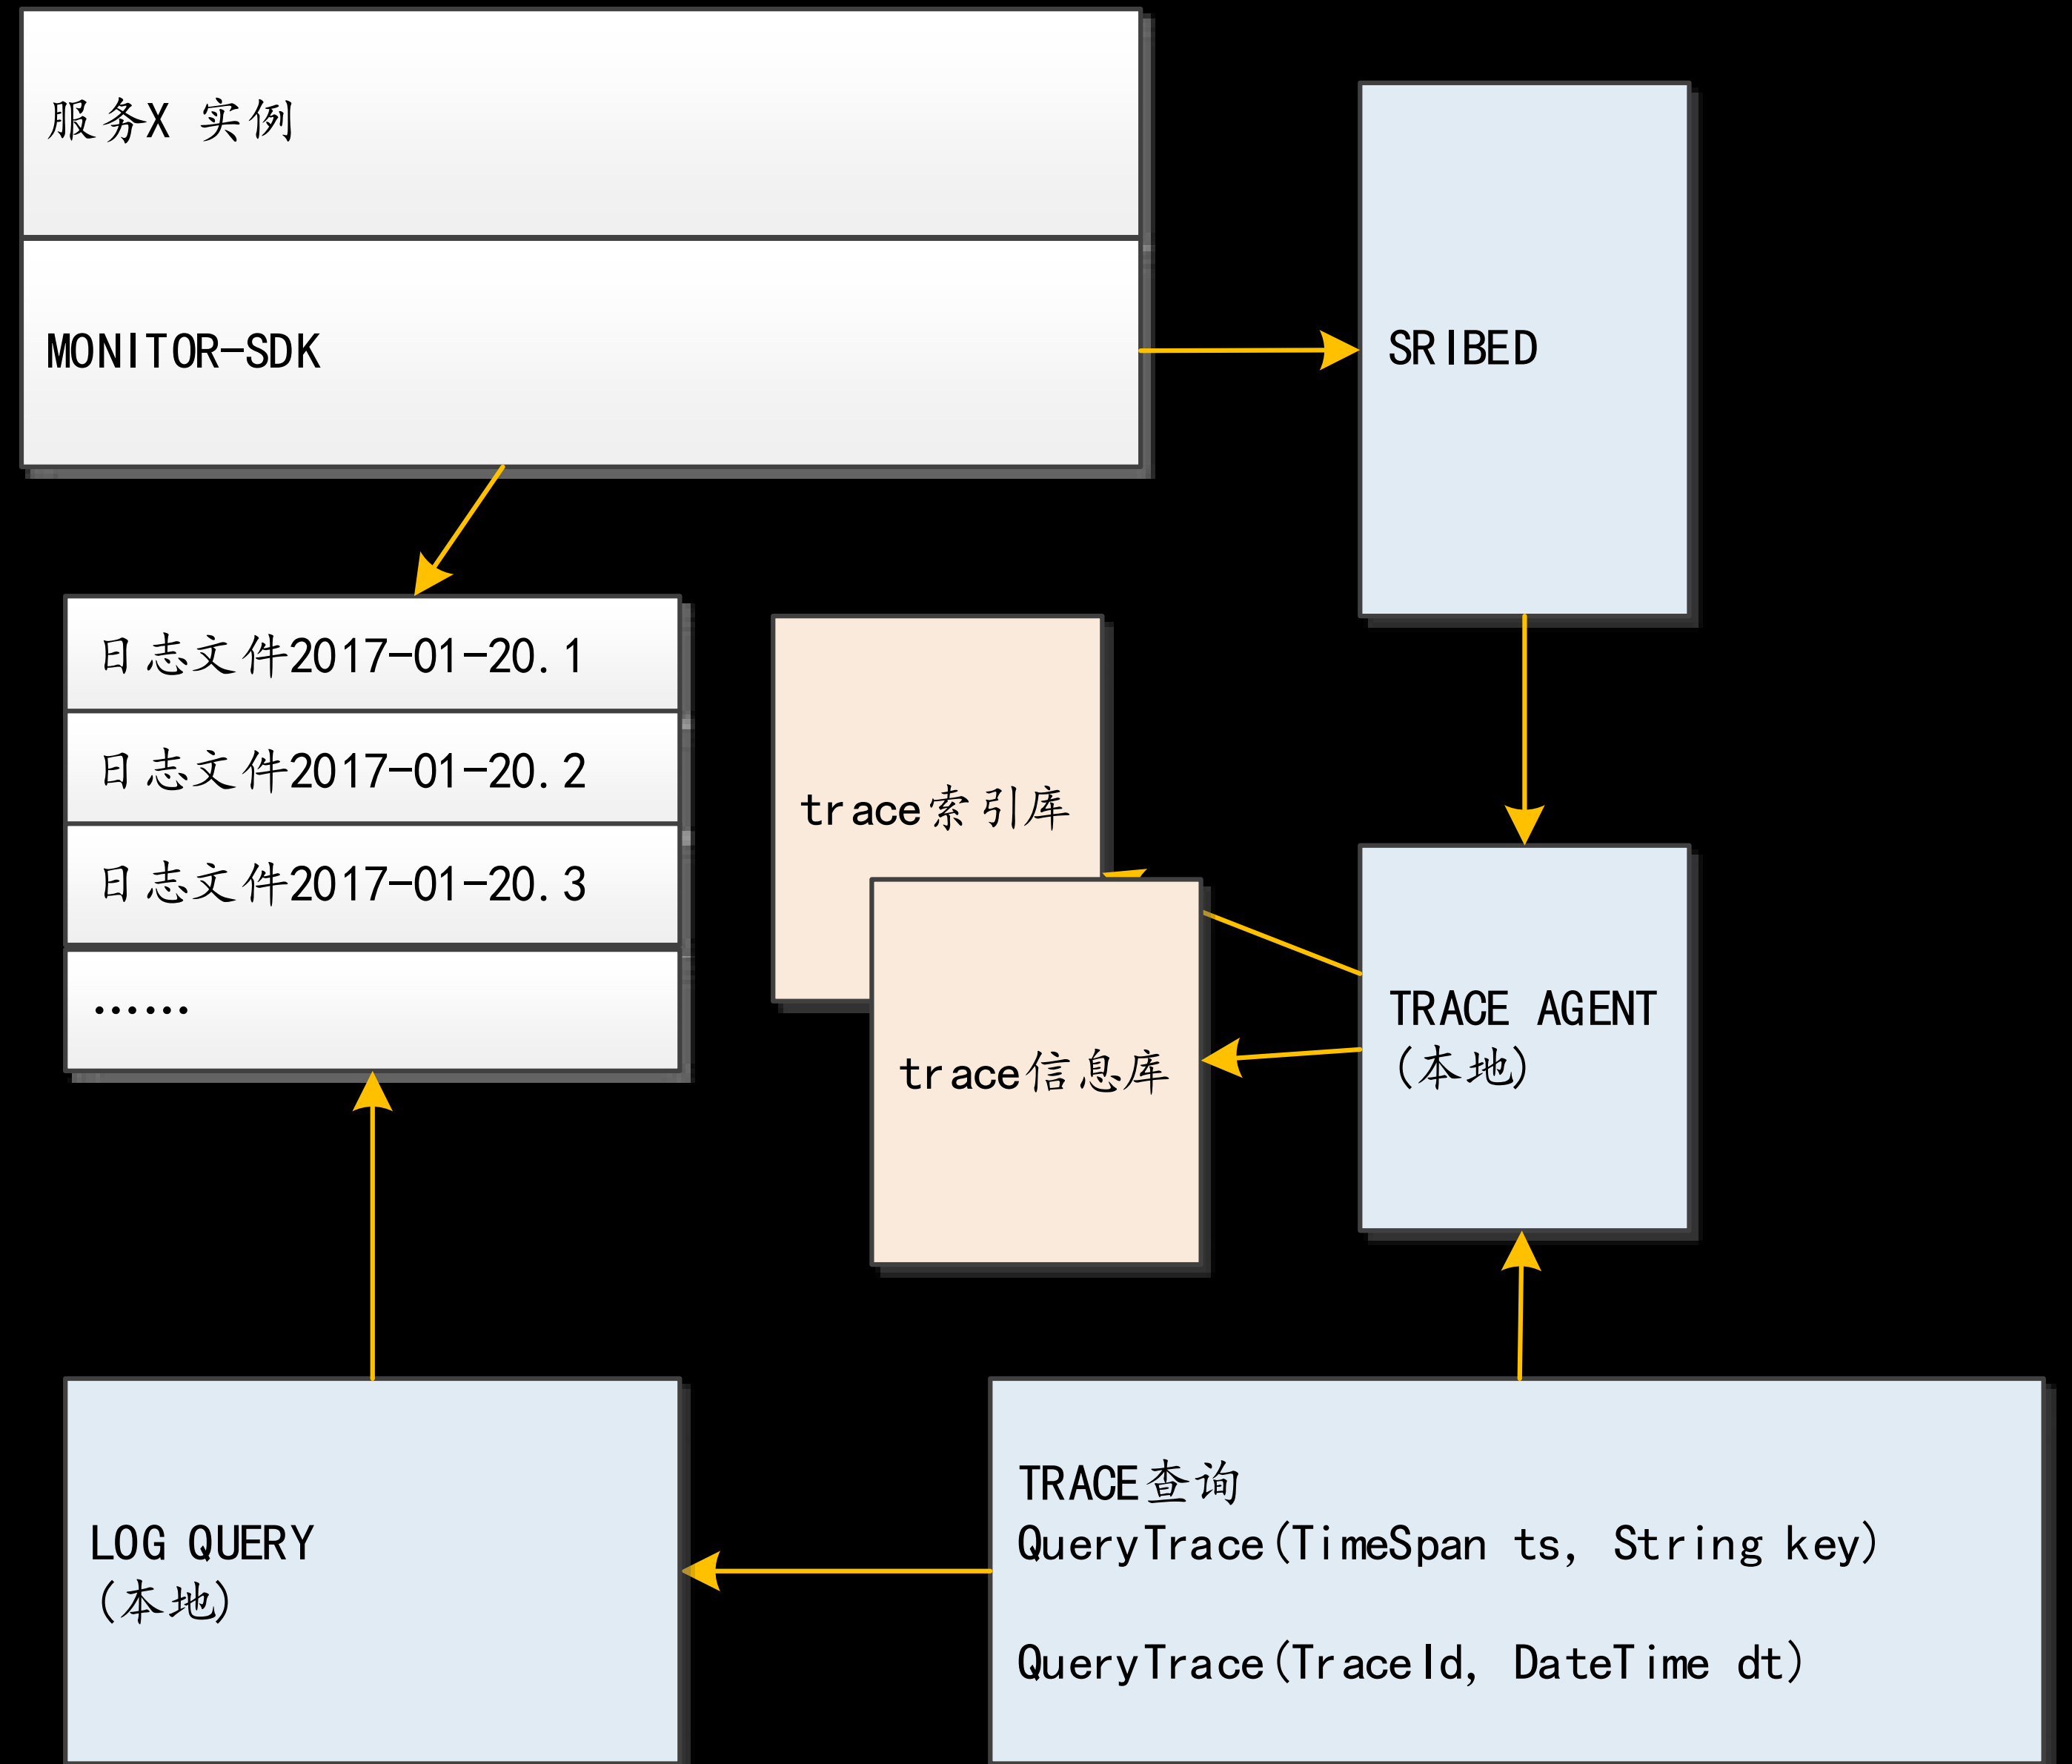 服务X 实例
MONITOR-SDK
SRIBED
日志文件2017-01-20.1
日志文件2017-01-20.2
日志文件2017-01-20.3
......
trace索引库
trace信息库
TRACE AGENT
(本地)
LOG QUERY
(本地)
TRACE查询
QueryTrace(TimeSpan ts, String key)
QueryTrace(TraceId, DateTime dt)